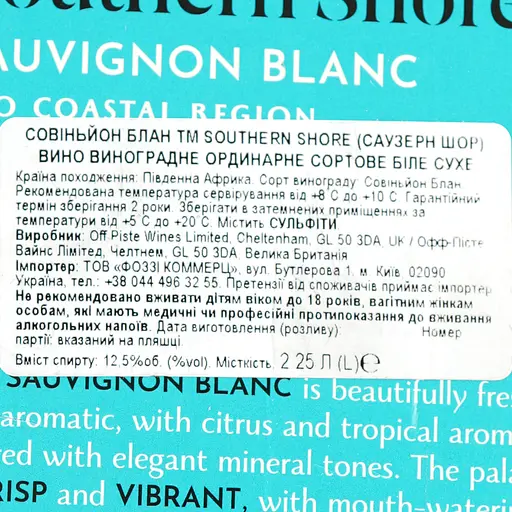 Southern Shore
SAUVIGNON BLANC
COASTAL REGION
СОВІНЬЙОН БЛАН ТМ SOUTHERN SHORE (САУЗЕРН ШОР)
ВИНО ВИНОГРАДНЕ ОРДИНАРНЕ СОРТОВЕ БІЛЕ СУХЕ
Країна походження: Південна Африка. Сорт винограду: Совіньйон Блан.
Рекомендована температура сервірування від +8˚С до +10˚С. Гарантійний
термін зберігання 2 роки. Зберігати в затемнених приміщеннях за
температури від +5˚С до +20˚С. Містить СУЛЬФІТИ.
Виробник: Off Piste Wines Limited, Cheltenham, GL 50 3DA, UK / Офф-Пісте
Вайнс Лімітед, Челтнем, GL 50 3DA, Велика Британія
Імпортер: ТОВ «ФОЗЗІ КОММЕРЦ», вул. Бутлерова 1, м. Київ, 02090
Україна, тел.: +38 044 496 32 55. Претензії від споживачів приймає імпортер
Не рекомендовано вживати дітям віком до 18 років, вагітним жінкам
особам, які мають медичні чи професійні протипоказання до вживання
алкогольних напоїв. Дата виготовлення (розливу): Номер
партії: вказаний на пляшці.
Вміст спирту: 12,5%об. (%vol). Місткість: 2.25 Л (L) ℮
SAUVIGNON BLANC is beautifully fre
aromatic, with citrus and tropical arom
red with elegant mineral tones. The pala
RISP and VIBRANT, with mouth-waterin